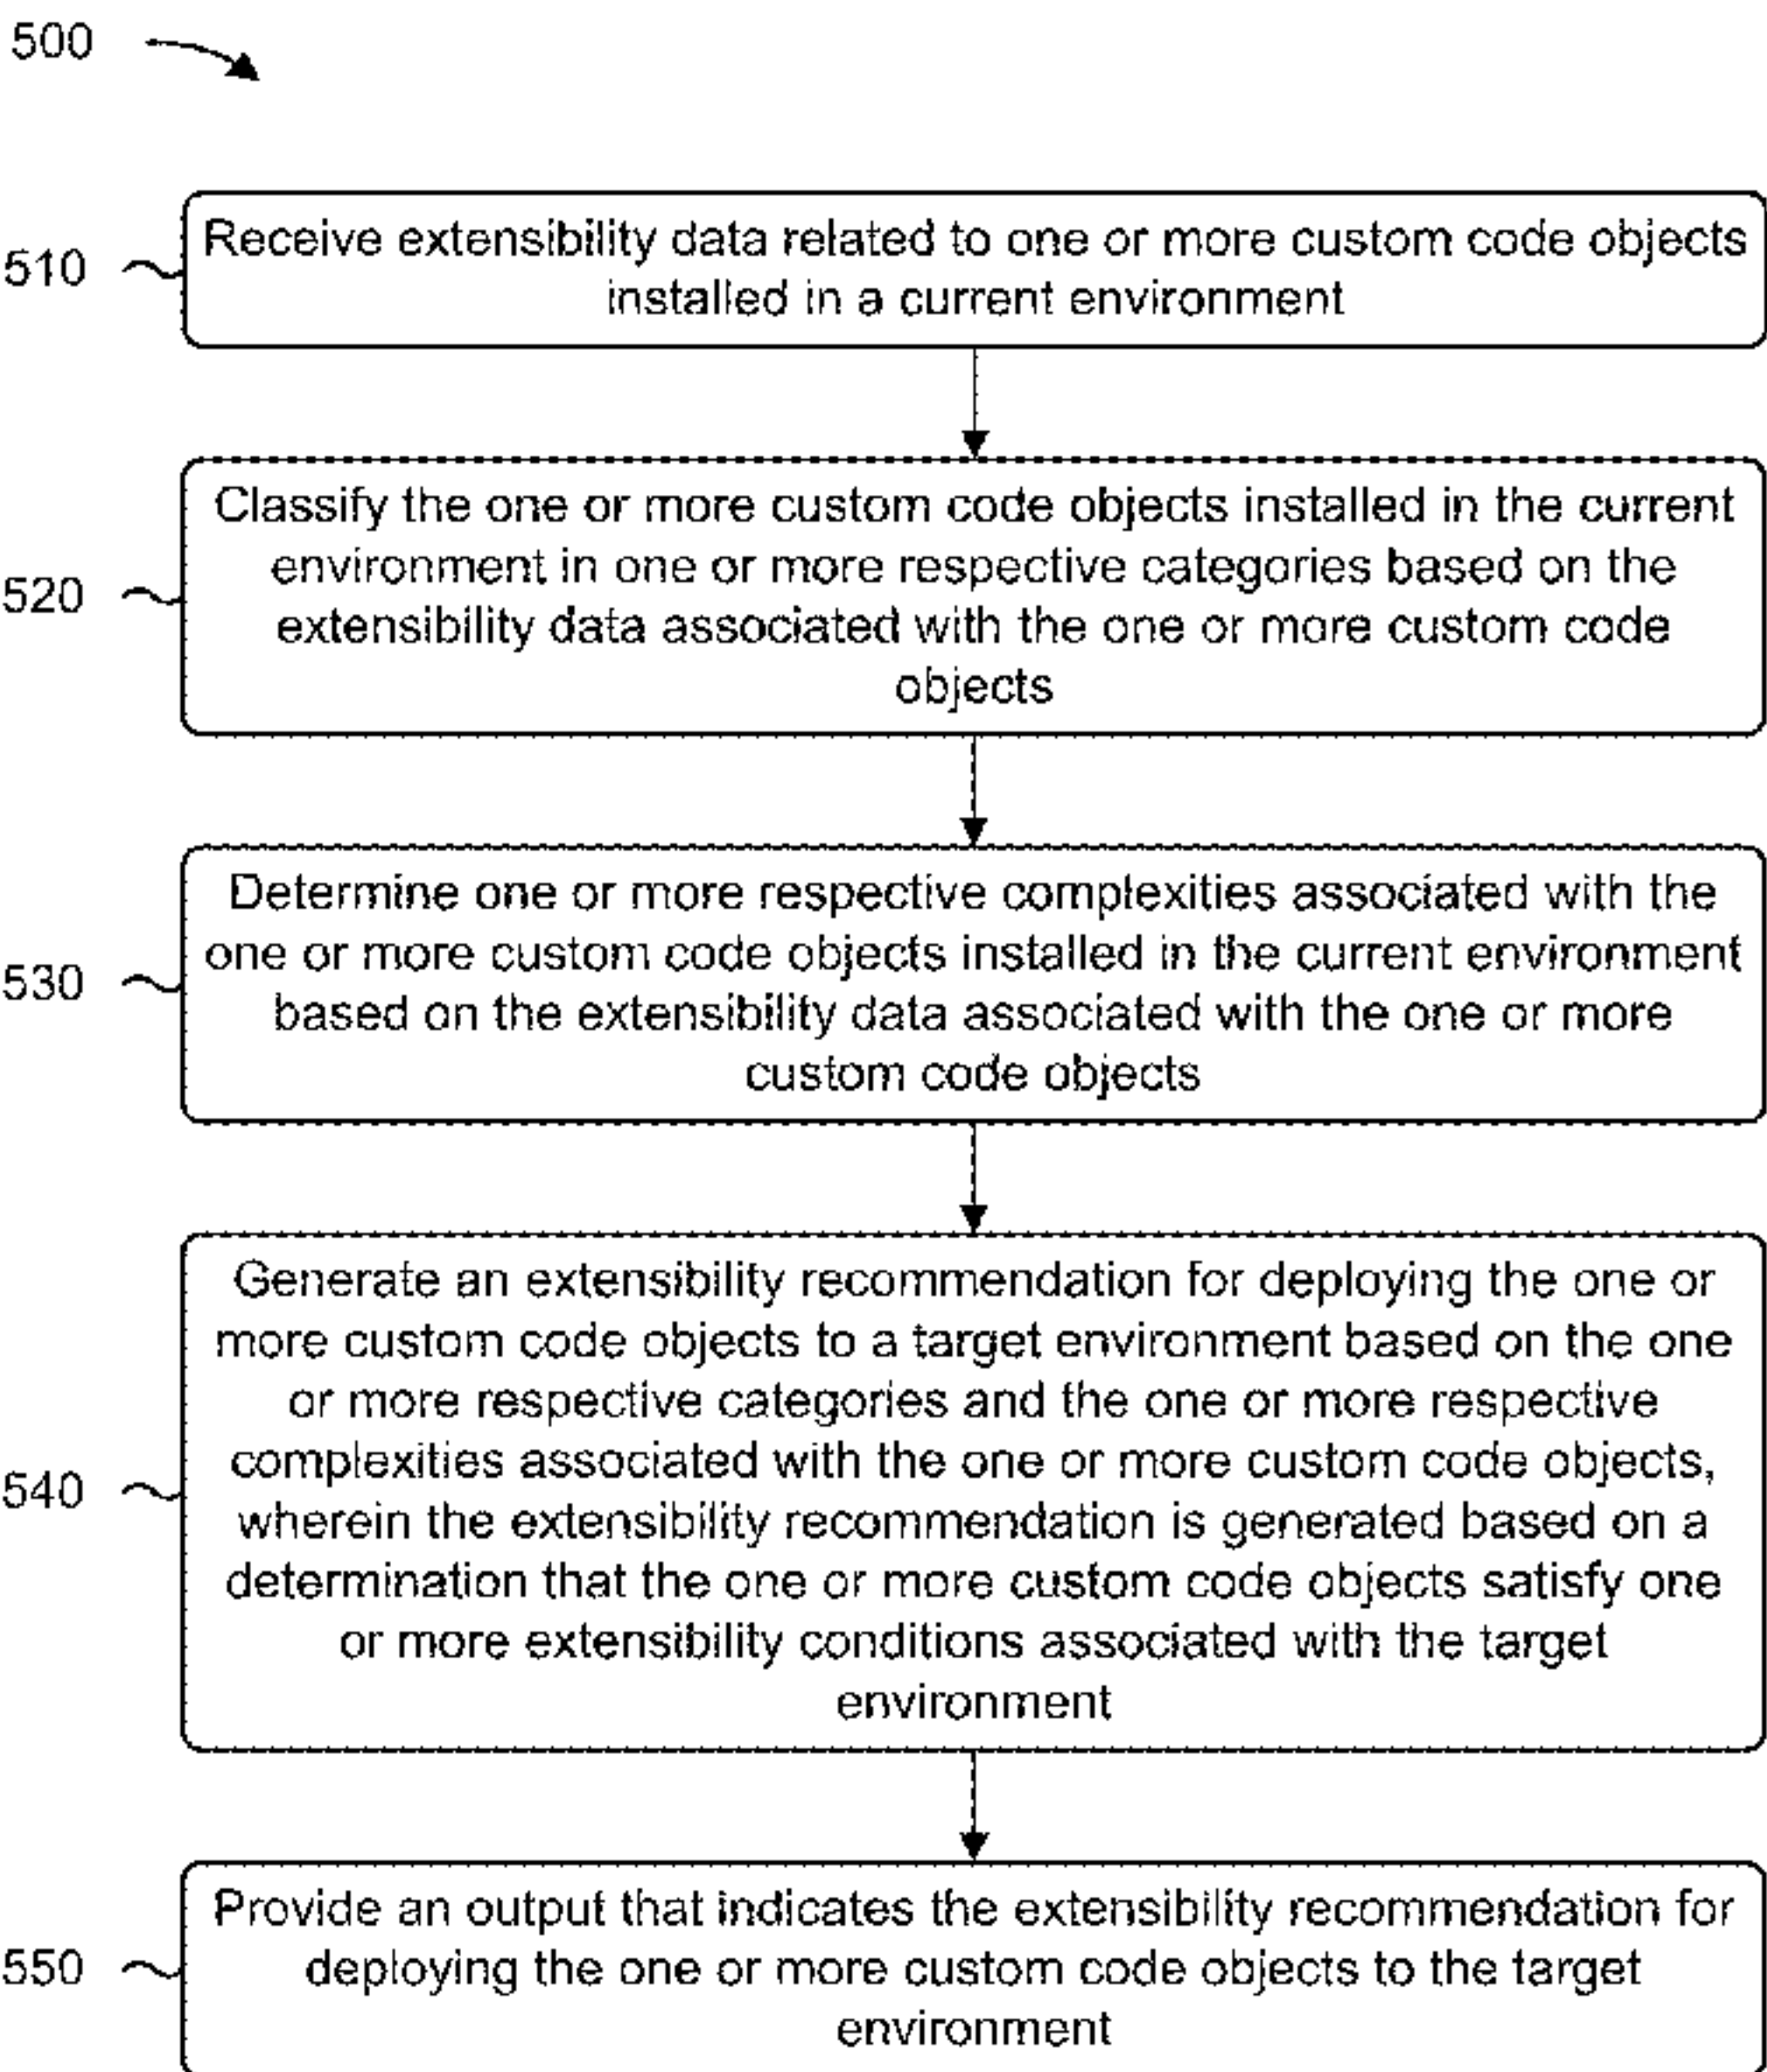 500
510
Receive extensibility data related to one or more custom code objects
installed in a current environment
520
Classify the one or more custom code objects installed in the current
environment in one or more respective categories based on the
extensibility data associated with the one or more custom code
objects
530
Determine one or more respective complexities associated with the
one or more custom code objects installed in the current environment
based on the extensibility data associated with the one or more
custom code objects
540
Generate an extensibility recommendation for deploying the one or
more custom code objects to a target environment based on the one
or more respective categories and the one or more respective
complexities associated with the one or more custom code objects,
wherein the extensibility recommendation is generated based on a
determination that the one or more custom code objects satisfy one
or more extensibility conditions associated with the target
environment
550
Provide an output that indicates the extensibility recommendation for
deploying the one or more custom code objects to the target
environment